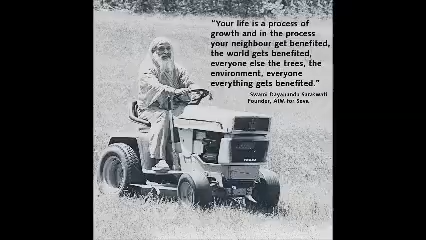 "Your life is a process of
growth and in the process
your neighbour get benefited,
the world gets benefited,
everyone else the trees, the
environment, everyone
everything gets benefited."
Swami Dayananda Saraswati
Founder, AIM for Seva.